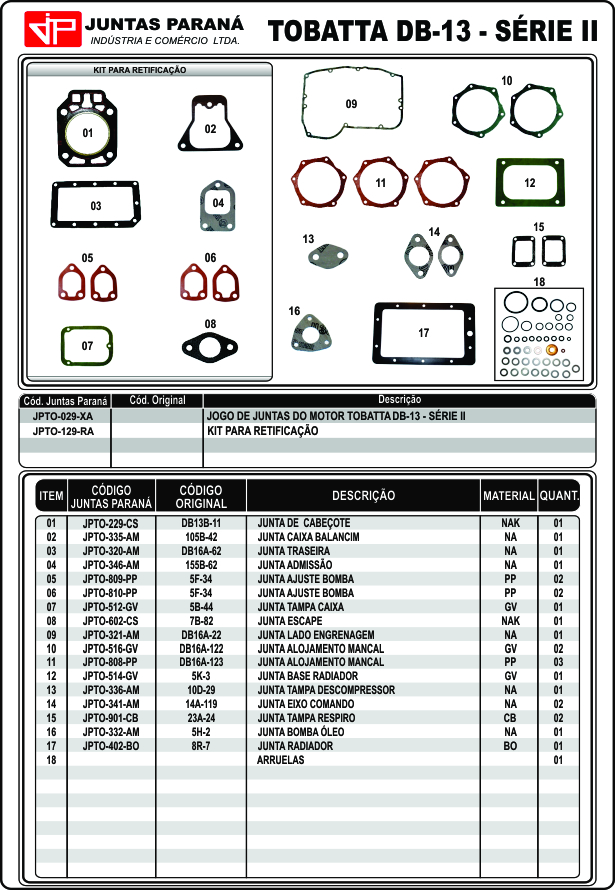 JP JUNTAS PARANÁ
INDÚSTRIA E COMÉRCIO LTDA.
TOBATTA DB-13 - SÉRIE II
KIT PARA RETIFICAÇÃO
01
02
03
04
05
06
07
08
09
10
11
12
13
14
15
16
17
18
Cód. Juntas Paraná Cód. Original Descrição
JPTO-029-XA JOGO DE JUNTAS DO MOTOR TOBATTA DB-13 - SÉRIE II
JPTO-129-RA KIT PARA RETIFICAÇÃO
ITEM CÓDIGO JUNTAS PARANÁ CÓDIGO ORIGINAL DESCRIÇÃO MATERIAL QUANT.
01 JPTO-229-CS DB13B-11 JUNTA DE CABEÇOTE NAK 01
02 JPTO-335-AM 105B-42 JUNTA CAIXA BALANCIM NA 01
03 JPTO-320-AM DB16A-62 JUNTA TRASEIRA NA 01
04 JPTO-346-AM 155B-62 JUNTA ADMISSÃO NA 01
05 JPTO-809-PP 5F-34 JUNTA AJUSTE BOMBA PP 02
06 JPTO-810-PP 5F-34 JUNTA AJUSTE BOMBA PP 02
07 JPTO-512-GV 5B-44 JUNTA TAMPA CAIXA GV 01
08 JPTO-602-CS 7B-82 JUNTA ESCAPE NAK 01
09 JPTO-321-AM DB16A-22 JUNTA LADO ENGRENAGEM NA 01
10 JPTO-516-GV DB16A-122 JUNTA ALOJAMENTO MANCAL GV 02
11 JPTO-808-PP DB16A-123 JUNTA ALOJAMENTO MANCAL PP 03
12 JPTO-514-GV 5K-3 JUNTA BASE RADIADOR GV 01
13 JPTO-336-AM 10D-29 JUNTA TAMPA DESCOMPRESSOR NA 01
14 JPTO-341-AM 14A-119 JUNTA EIXO COMANDO NA 02
15 JPTO-901-CB 23A-24 JUNTA TAMPA RESPIRO CB 02
16 JPTO-332-AM 5H-2 JUNTA BOMBA ÓLEO NA 01
17 JPTO-402-BO 8R-7 JUNTA RADIADOR BO 01
18 ARRUELAS 01